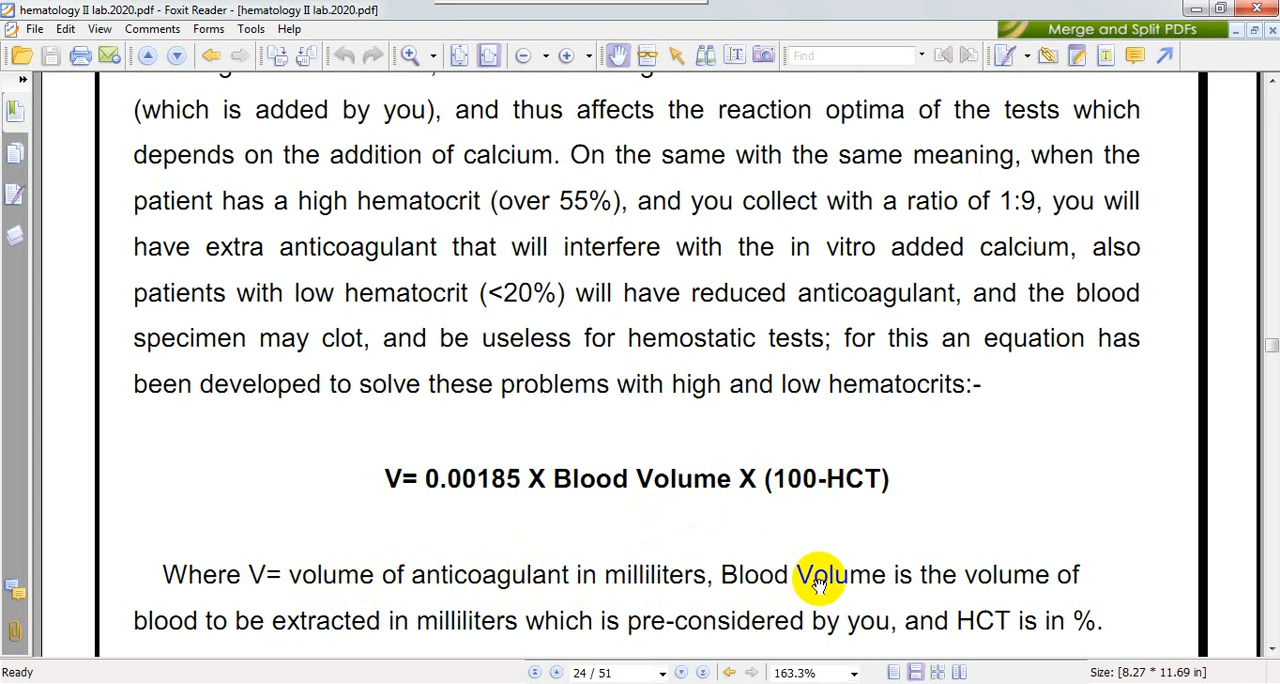 hematology II lab.2020.pdf - Foxit Reader - [hematology II lab.2020.pdf]
File Edit View Comments Forms Tools Help
Merge and Split PDFs
Find
(which is added by you), and thus affects the reaction optima of the tests which
depends on the addition of calcium. On the same with the same meaning, when the
patient has a high hematocrit (over 55%), and you collect with a ratio of 1:9, you will
have extra anticoagulant that will interfere with the in vitro added calcium, also
patients with low hematocrit (<20%) will have reduced anticoagulant, and the blood
specimen may clot, and be useless for hemostatic tests; for this an equation has
been developed to solve these problems with high and low hematocrits:-
V= 0.00185 X Blood Volume X (100-HCT)
Where V= volume of anticoagulant in milliliters, Blood Volume is the volume of
blood to be extracted in milliliters which is pre-considered by you, and HCT is in %.
Ready 24 / 51 163.3% Size: [8.27 * 11.69 in]